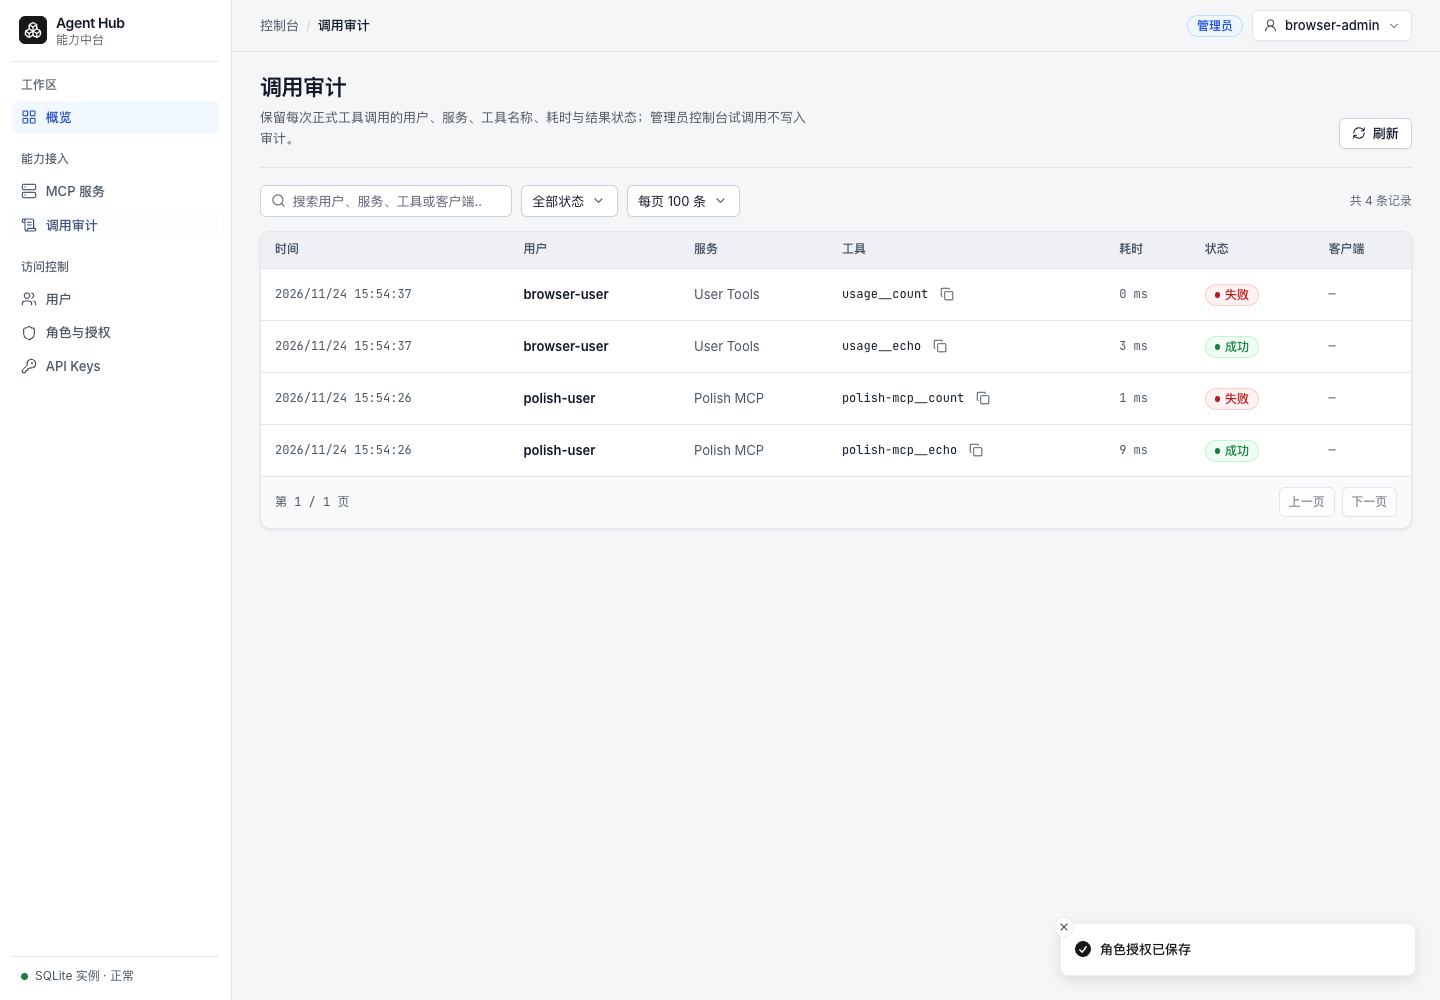 Agent Hub
能力中台
工作区
概览
能力接入
MCP 服务
调用审计
访问控制
用户
角色与授权
API Keys
SQLite 实例 · 正常
控制台 / 调用审计
管理员
browser-admin
调用审计
保留每次正式工具调用的用户、服务、工具名称、耗时与结果状态；管理员控制台试调用不写入
审计。
刷新
搜索用户、服务、工具或客户端..
全部状态
每页 100 条
共 4 条记录
时间 用户 服务 工具 耗时 状态 客户端
2026/11/24 15:54:37 browser-user User Tools usage__count 0 ms 失败 —
2026/11/24 15:54:37 browser-user User Tools usage__echo 3 ms 成功 —
2026/11/24 15:54:26 polish-user Polish MCP polish-mcp__count 1 ms 失败 —
2026/11/24 15:54:26 polish-user Polish MCP polish-mcp__echo 9 ms 成功 —
第 1 / 1 页
上一页
下一页
角色授权已保存